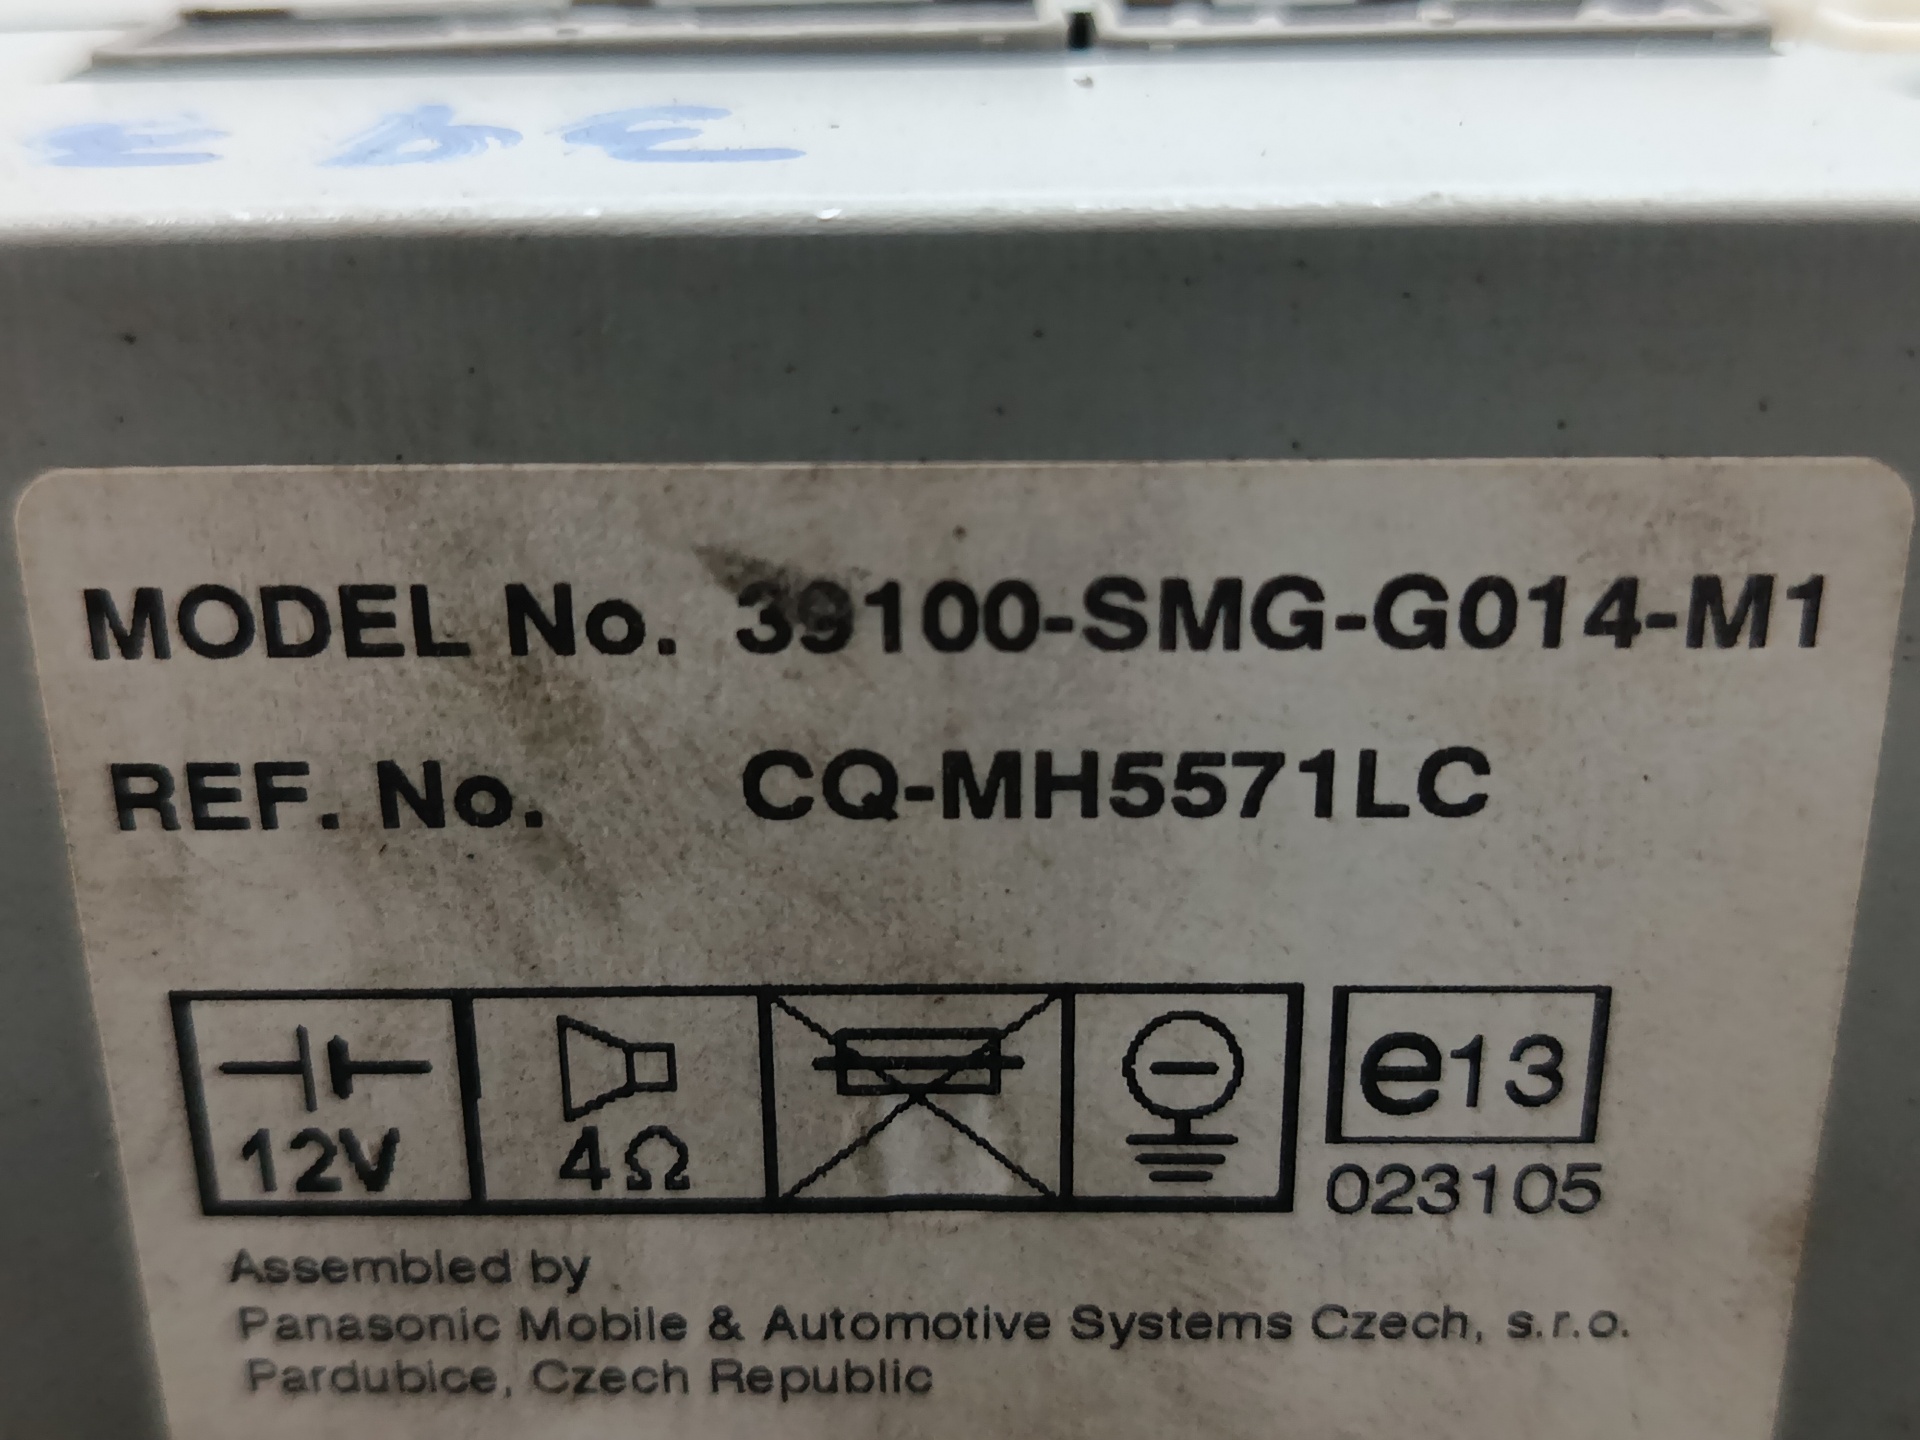 MODEL No. 39100-SMG-G014-M1
REF. No. CQ-MH5571LC
12V 4Ω e13
023105
Assembled by
Panasonic Mobile & Automotive Systems Czech, s.r.o.
Pardubice, Czech Republic